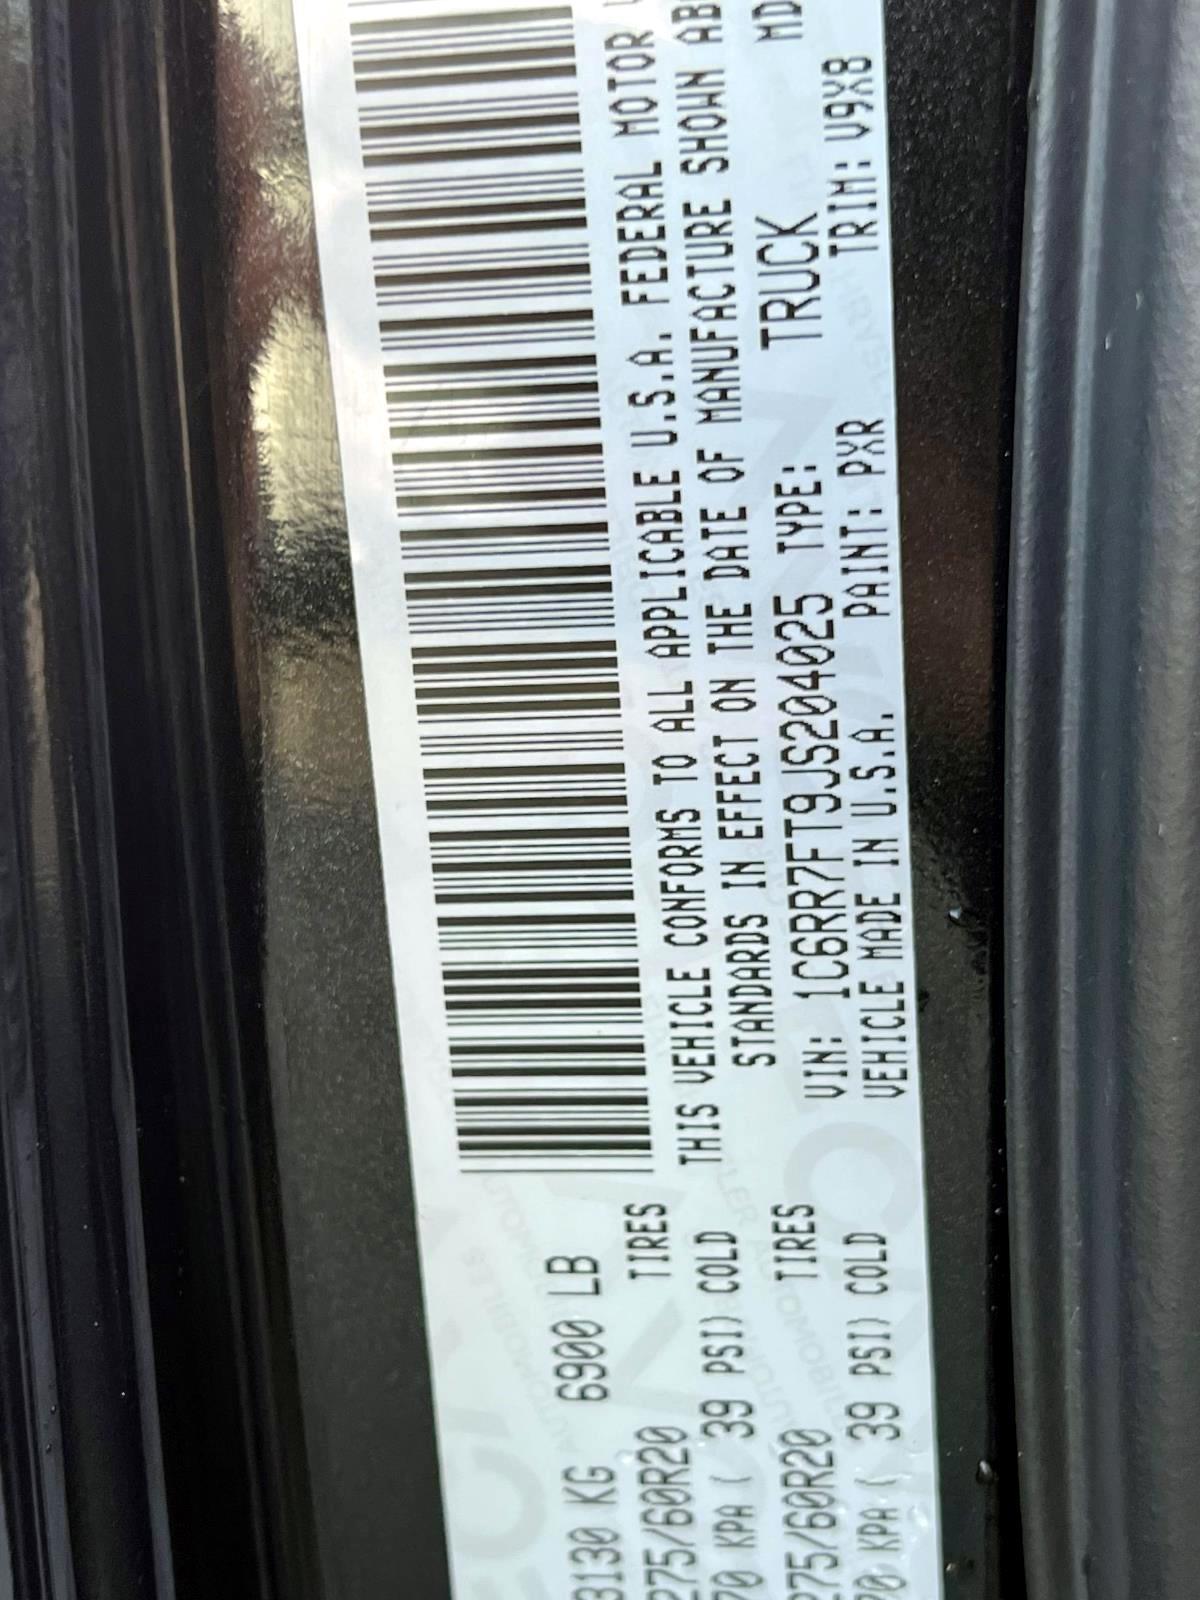 3130 KG 6900 LB
275/60R20 TIRES
70 KPA ( 39 PSI) COLD
275/60R20 TIRES
70 KPA ( 39 PSI) COLD
THIS VEHICLE CONFORMS TO ALL APPLICABLE U.S.A. FEDERAL MOTOR
STANDARDS IN EFFECT ON THE DATE OF MANUFACTURE SHOWN AB
VIN: 1C6RR7FT9JS204025 TYPE: TRUCK MD
VEHICLE MADE IN U.S.A. PAINT: PXR TRIM: V9X8